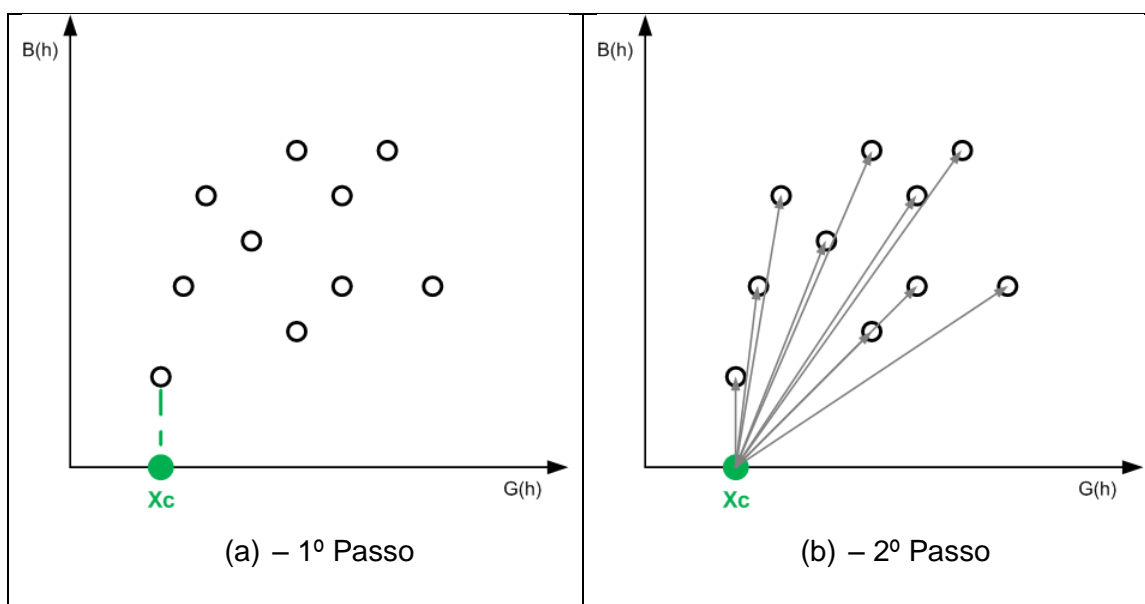 B(h)
G(h)
Xc
(a) – 1º Passo
B(h)
G(h)
Xc
(b) – 2º Passo